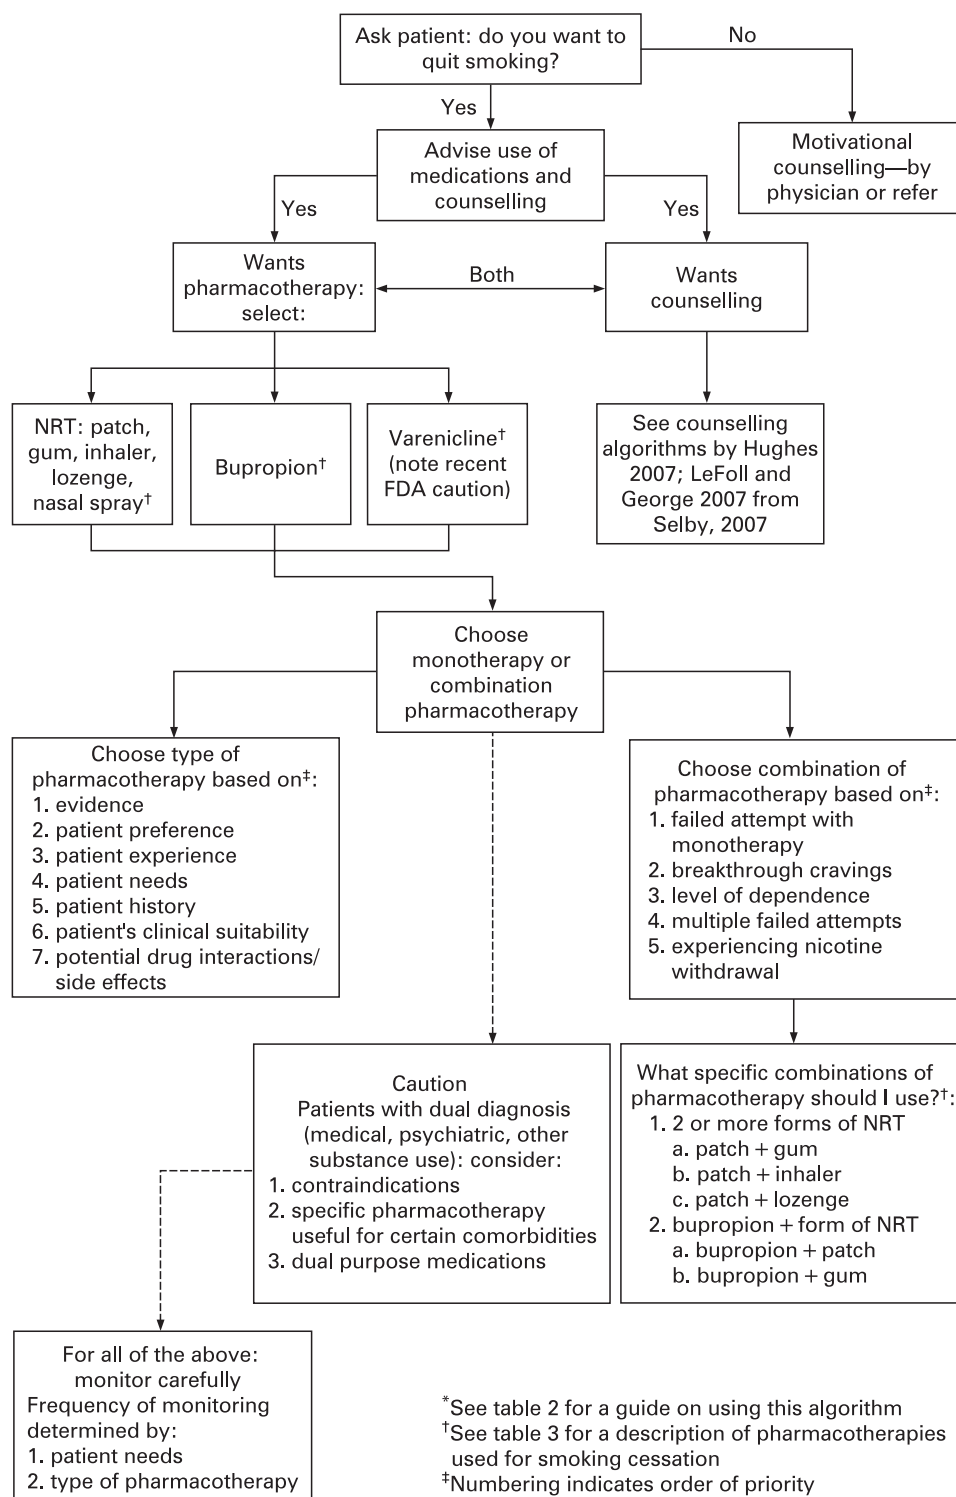 Ask patient: do you want to
quit smoking?
No
Yes
Motivational
counselling—by
physician or refer
Advise use of
medications and
counselling
Yes
Yes
Wants
pharmacotherapy:
select:
Both
Wants
counselling
NRT: patch,
gum, inhaler,
lozenge,
nasal spray†
Bupropion†
Varenicline†
(note recent
FDA caution)
See counselling
algorithms by Hughes
2007; LeFoll and
George 2007 from
Selby, 2007
Choose
monotherapy or
combination
pharmacotherapy
Choose type of
pharmacotherapy based on‡:
1. evidence
2. patient preference
3. patient experience
4. patient needs
5. patient history
6. patient's clinical suitability
7. potential drug interactions/
side effects
Choose combination of
pharmacotherapy based on‡:
1. failed attempt with
monotherapy
2. breakthrough cravings
3. level of dependence
4. multiple failed attempts
5. experiencing nicotine
withdrawal
Caution
Patients with dual diagnosis
(medical, psychiatric, other
substance use): consider:
1. contraindications
2. specific pharmacotherapy
useful for certain comorbidities
3. dual purpose medications
What specific combinations of
pharmacotherapy should I use?†:
1. 2 or more forms of NRT
a. patch + gum
b. patch + inhaler
c. patch + lozenge
2. bupropion + form of NRT
a. bupropion + patch
b. bupropion + gum
For all of the above:
monitor carefully
Frequency of monitoring
determined by:
1. patient needs
2. type of pharmacotherapy
*See table 2 for a guide on using this algorithm
†See table 3 for a description of pharmacotherapies
used for smoking cessation
‡Numbering indicates order of priority